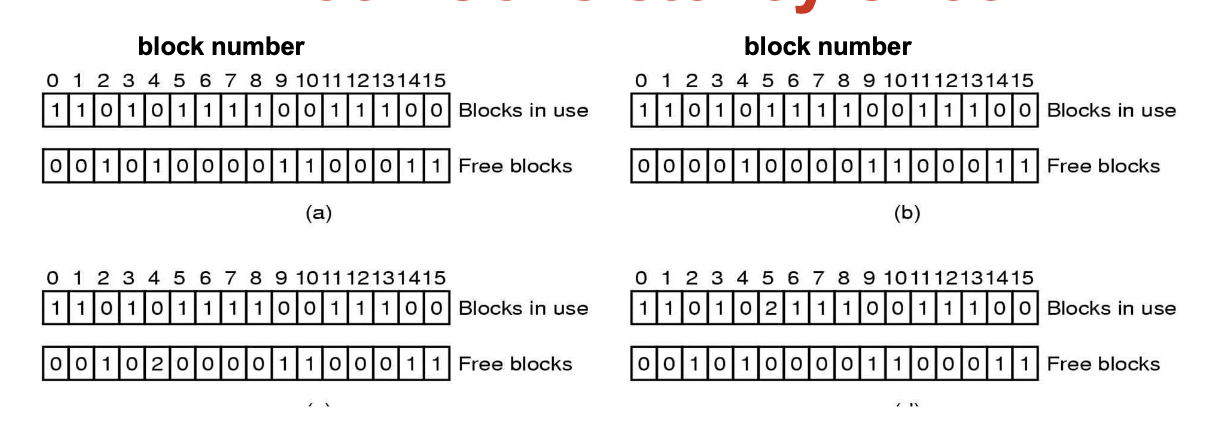 block number
0 1 2 3 4 5 6 7 8 9 10 11 12 13 14 15
1 1 0 1 0 1 1 1 1 0 0 1 1 1 0 0 Blocks in use
0 0 1 0 1 0 0 0 0 1 1 0 0 0 1 1 Free blocks
(a)
block number
0 1 2 3 4 5 6 7 8 9 10 11 12 13 14 15
1 1 0 1 0 1 1 1 1 0 0 1 1 1 0 0 Blocks in use
0 0 0 0 1 0 0 0 0 1 1 0 0 0 1 1 Free blocks
(b)
0 1 2 3 4 5 6 7 8 9 10 11 12 13 14 15
1 1 0 1 0 1 1 1 1 0 0 1 1 1 0 0 Blocks in use
0 0 1 0 2 0 0 0 0 1 1 0 0 0 1 1 Free blocks
0 1 2 3 4 5 6 7 8 9 10 11 12 13 14 15
1 1 0 1 0 2 1 1 1 0 0 1 1 1 0 0 Blocks in use
0 0 1 0 1 0 0 0 0 1 1 0 0 0 1 1 Free blocks